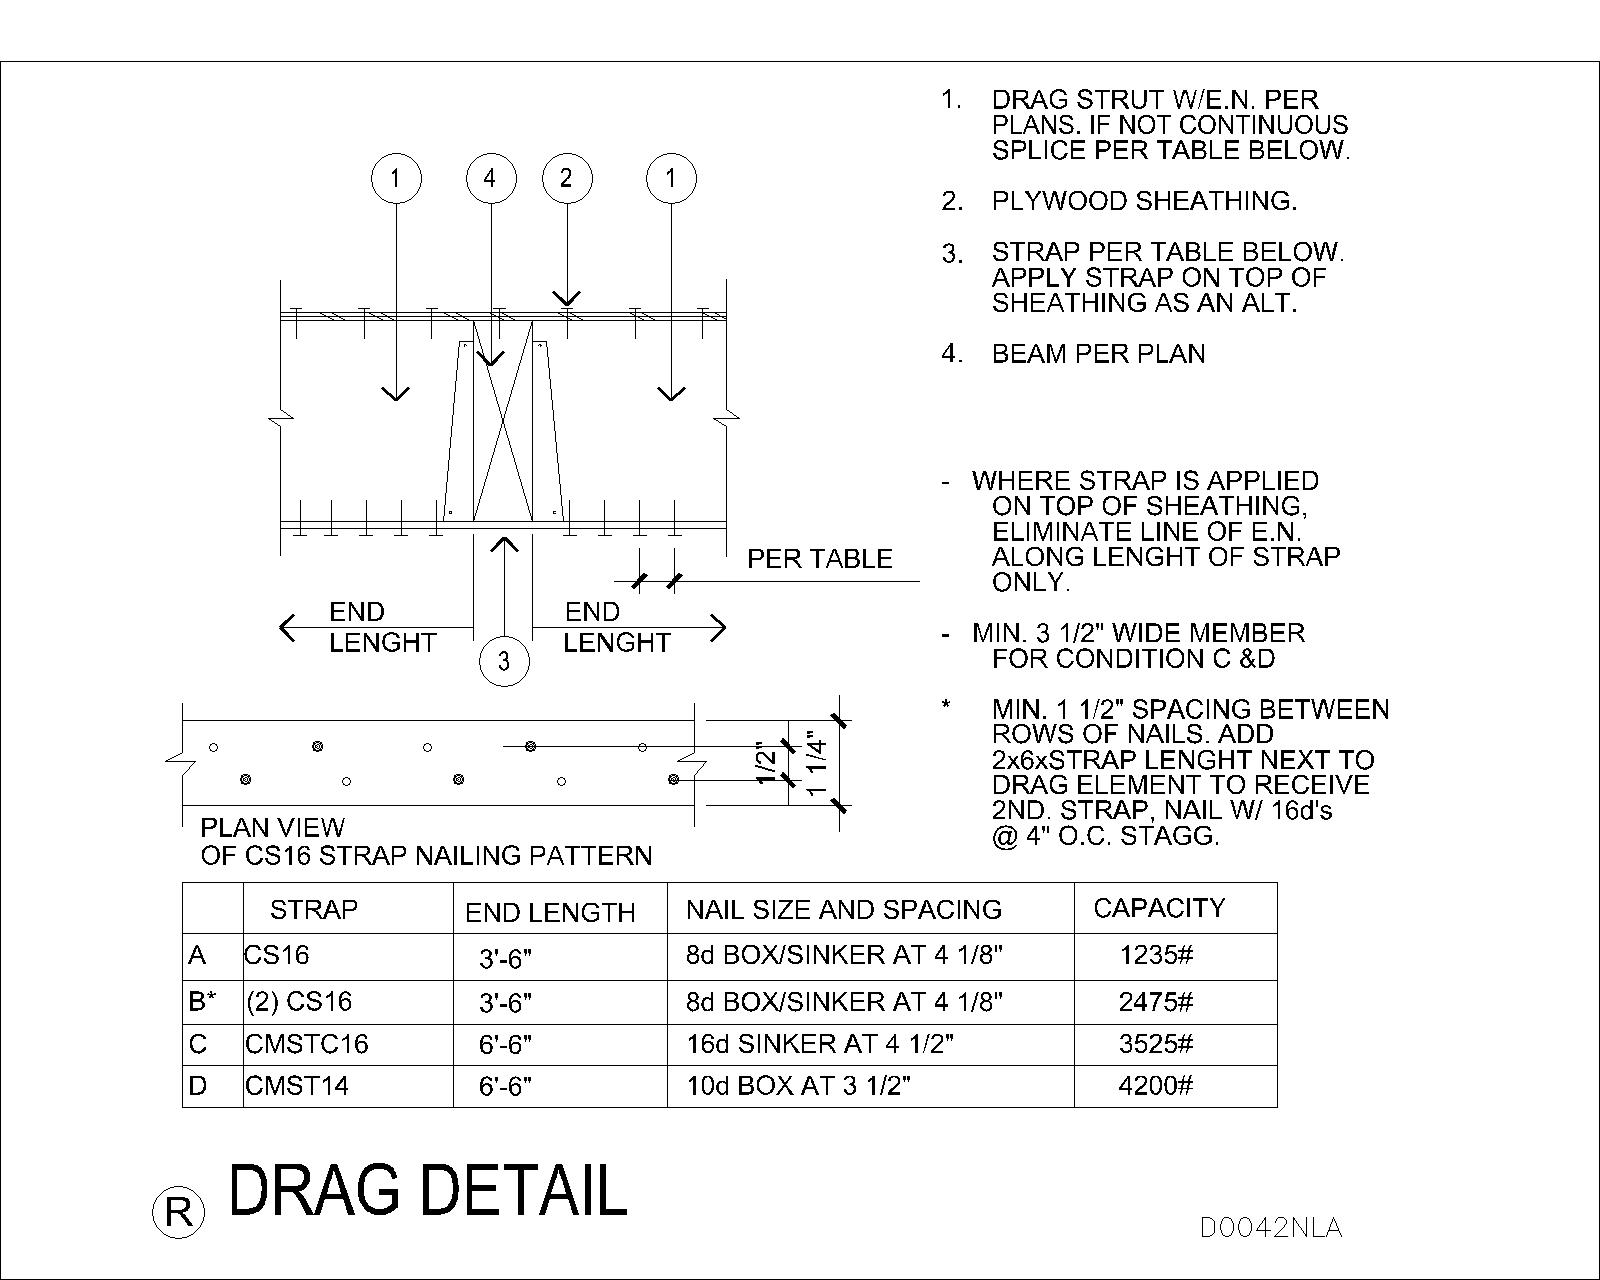 1 4 2 1
1. DRAG STRUT W/E.N. PER
PLANS. IF NOT CONTINUOUS
SPLICE PER TABLE BELOW.
2. PLYWOOD SHEATHING.
3. STRAP PER TABLE BELOW.
APPLY STRAP ON TOP OF
SHEATHING AS AN ALT.
4. BEAM PER PLAN
- WHERE STRAP IS APPLIED
ON TOP OF SHEATHING,
ELIMINATE LINE OF E.N.
ALONG LENGHT OF STRAP
ONLY.
- MIN. 3 1/2" WIDE MEMBER
FOR CONDITION C &D
* MIN. 1 1/2" SPACING BETWEEN
ROWS OF NAILS. ADD
2x6xSTRAP LENGHT NEXT TO
DRAG ELEMENT TO RECEIVE
2ND. STRAP, NAIL W/ 16d's
@ 4" O.C. STAGG.
PER TABLE
END
LENGHT
END
LENGHT
3
1/2"
1 1/4"
PLAN VIEW
OF CS16 STRAP NAILING PATTERN
STRAP END LENGTH NAIL SIZE AND SPACING CAPACITY
A CS16 3'-6" 8d BOX/SINKER AT 4 1/8" 1235#
B* (2) CS16 3'-6" 8d BOX/SINKER AT 4 1/8" 2475#
C CMSTC16 6'-6" 16d SINKER AT 4 1/2" 3525#
D CMST14 6'-6" 10d BOX AT 3 1/2" 4200#
R DRAG DETAIL
D0042NLA